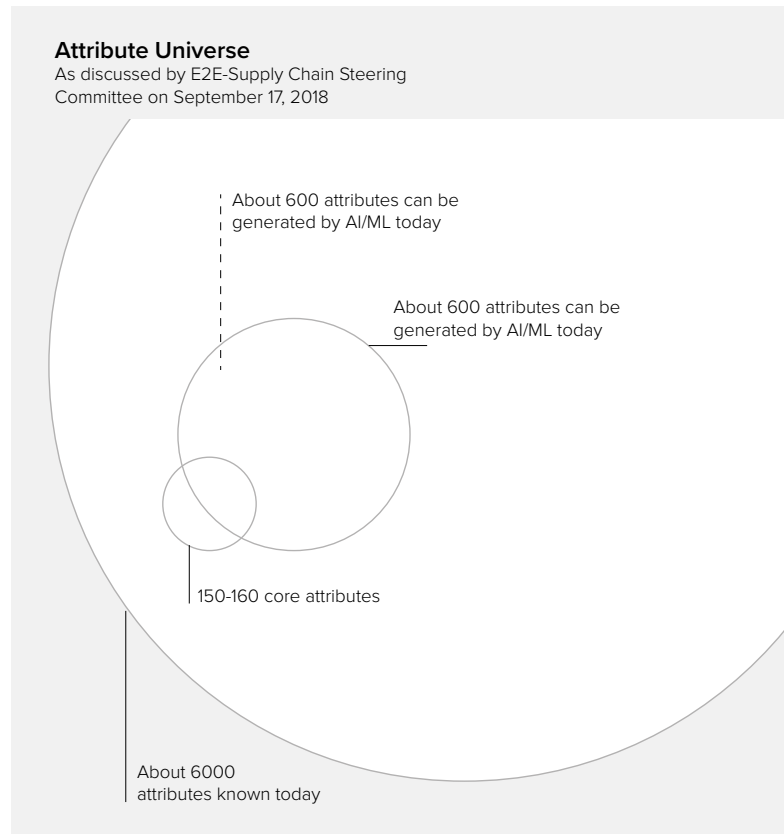 Attribute Universe
As discussed by E2E-Supply Chain Steering
Committee on September 17, 2018
About 600 attributes can be
generated by AI/ML today
About 600 attributes can be
generated by AI/ML today
150-160 core attributes
About 6000
attributes known today